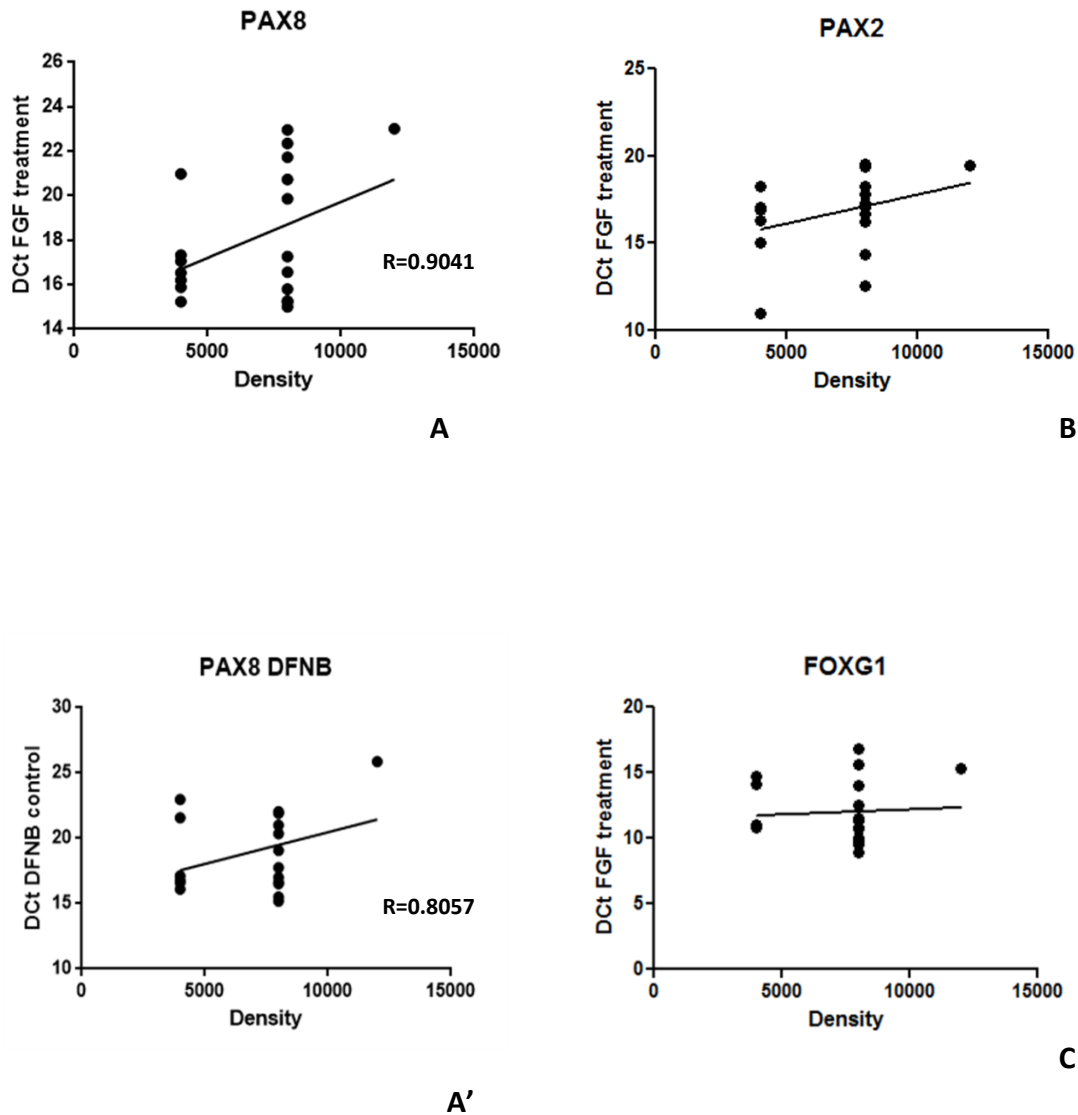 PAX8
DCt FGF treatment
26
24
22
20
18
16
14
0
5000
10000
15000
Density
R=0.9041
A
PAX2
DCt FGF treatment
25
20
15
10
0
5000
10000
15000
Density
B
PAX8 DFNB
DCt DFNB control
30
25
20
15
10
0
5000
10000
15000
Density
R=0.8057
A’
FOXG1
DCt FGF treatment
20
15
10
5
0
0
5000
10000
15000
Density
C